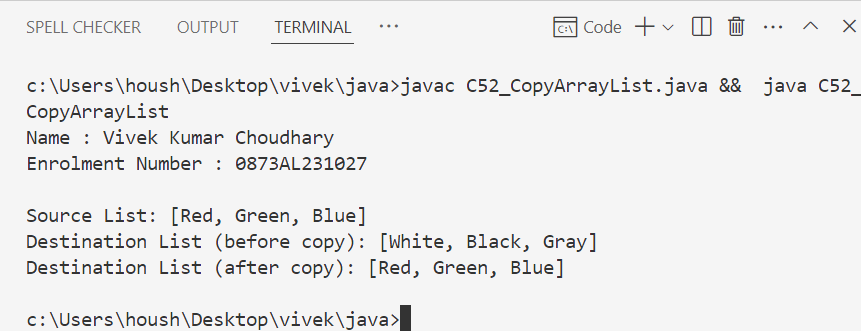 SPELL CHECKER OUTPUT TERMINAL ··· Code
c:\Users\housh\Desktop\vivek\java>javac C52_CopyArrayList.java &&  java C52_
CopyArrayList
Name : Vivek Kumar Choudhary
Enrolment Number : 0873AL231027
Source List: [Red, Green, Blue]
Destination List (before copy): [White, Black, Gray]
Destination List (after copy): [Red, Green, Blue]
c:\Users\housh\Desktop\vivek\java>